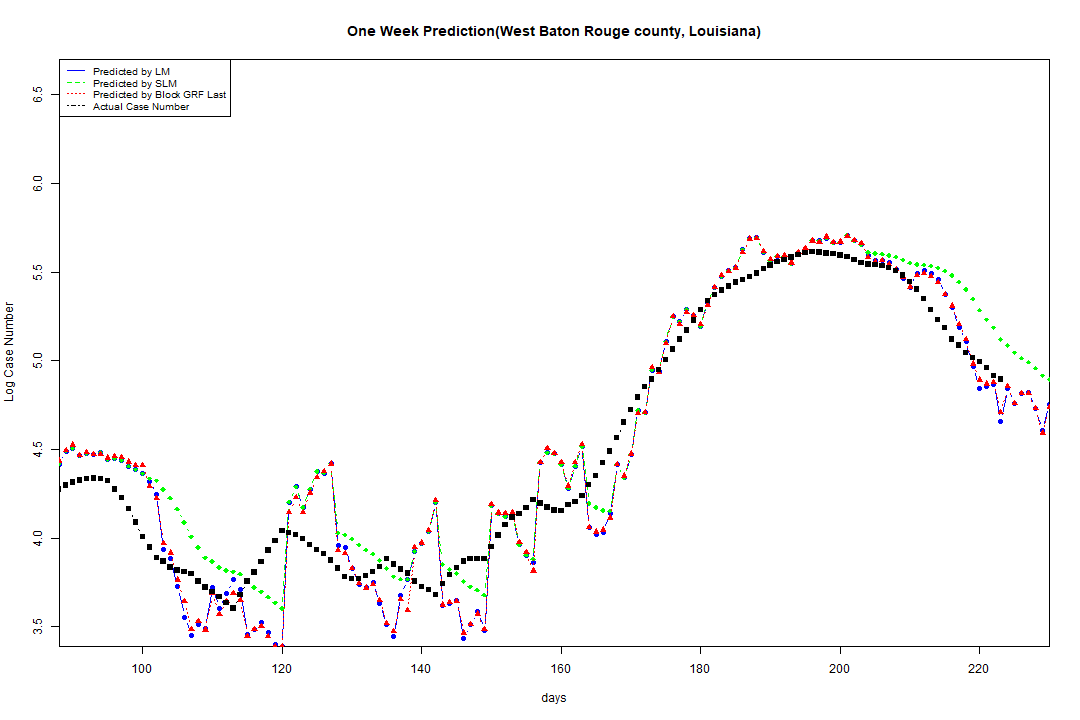 One Week Prediction(West Baton Rouge county, Louisiana)
Predicted by LM
Predicted by SLM
Predicted by Block GRF Last
Actual Case Number
6.5
6.0
5.5
5.0
4.5
4.0
3.5
Log Case Number
100 120 140 160 180 200 220
days